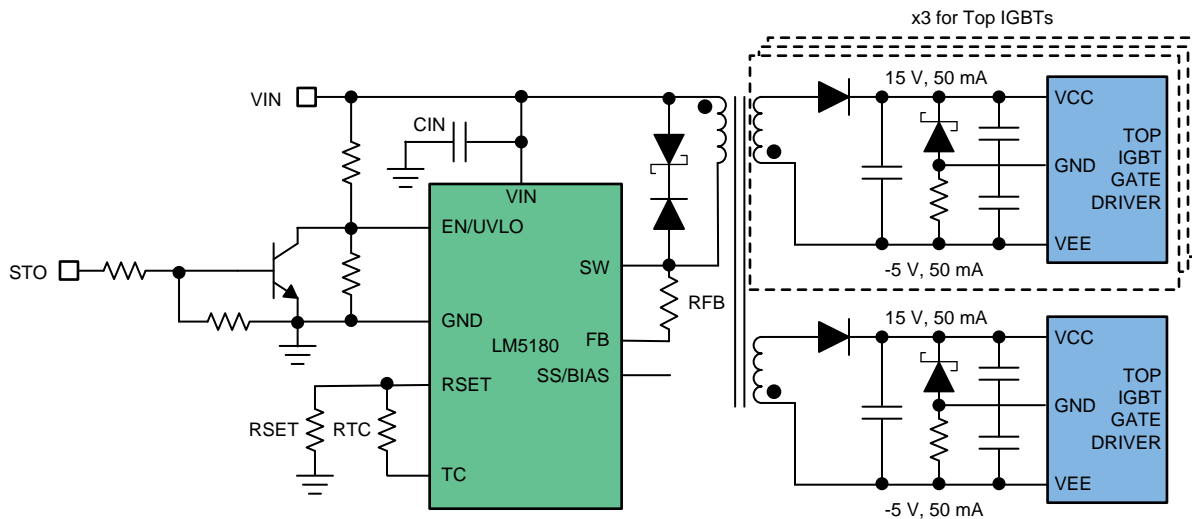 x3 for Top IGBTs
VIN
CIN
VIN
EN/UVLO
STO
SW
GND
RFB
LM5180
FB
SS/BIAS
RSET
RSET
RTC
TC
15 V, 50 mA
VCC
TOP
IGBT
GND
GATE
DRIVER
VEE
-5 V, 50 mA
15 V, 50 mA
VCC
TOP
IGBT
GND
GATE
DRIVER
VEE
-5 V, 50 mA